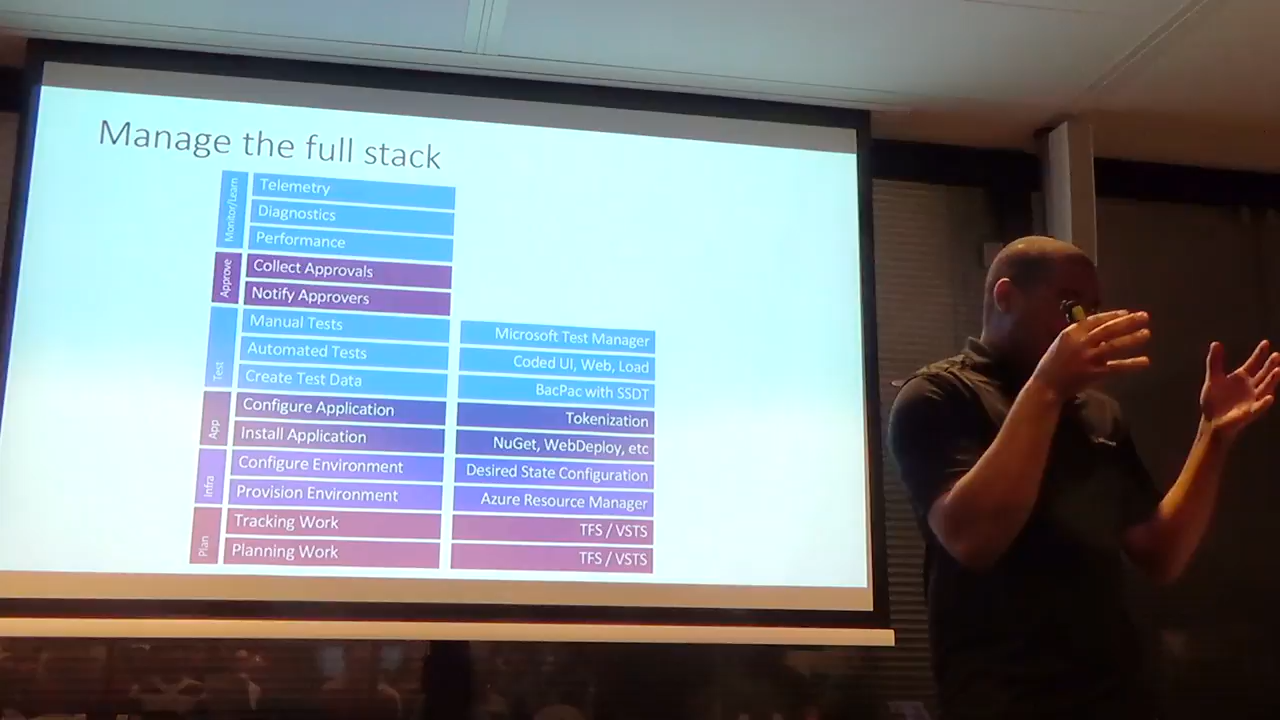 Manage the full stack
Monitor/Learn
Telemetry
Diagnostics
Performance
Approve
Collect Approvals
Notify Approvers
Test
Manual Tests
Microsoft Test Manager
Automated Tests
Coded UI, Web, Load
Create Test Data
BacPac with SSDT
App
Configure Application
Tokenization
Install Application
NuGet, WebDeploy, etc
Infra
Configure Environment
Desired State Configuration
Provision Environment
Azure Resource Manager
Plan
Tracking Work
TFS / VSTS
Planning Work
TFS / VSTS